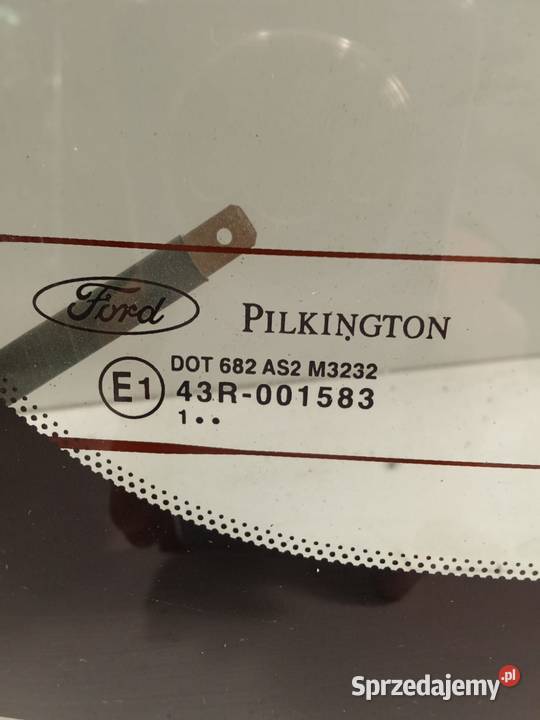 Ford
PILKINGTON
DOT 682 AS2 M3232
E1
43R-001583
1••
Sprzedajemy.pl